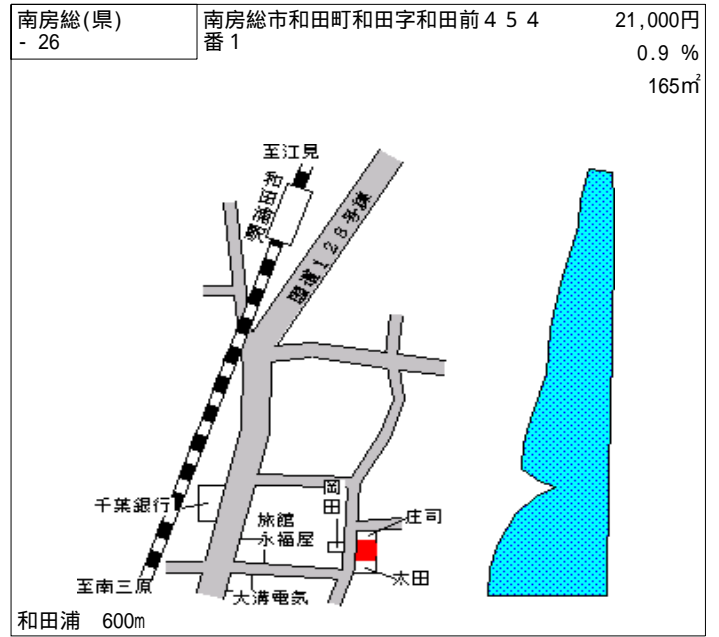 南房総(県)
- 26
南房総市和田町和田字和田前４５４
番１
21,000円
0.9 %
165㎡
至江見
和田浦駅
国道128号線
千葉銀行
旅館
永福屋
岡田
庄司
太田
大溝電気
至南三原
和田浦 600m